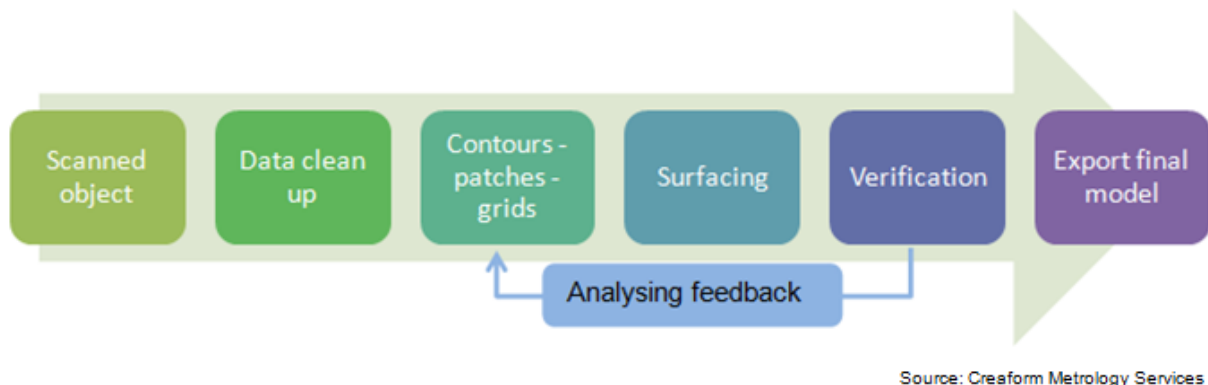 Scanned
object
Data clean
up
Contours -
patches -
grids
Surfacing
Verification
Export final
model
Analysing feedback
Source: Creaform Metrology Services